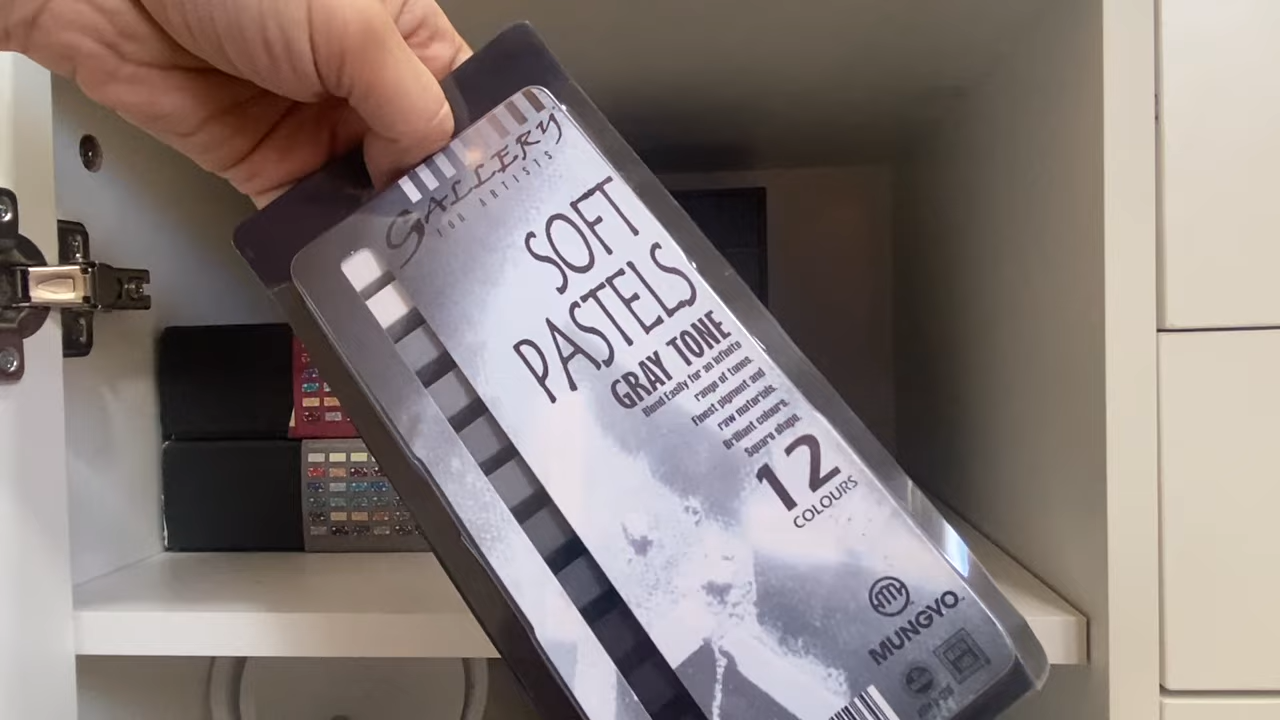 GALLERY
FOR ARTISTS
SOFT
PASTELS
GRAY TONE
Blend Easily for an infinite
range of tones.
Finest pigment and
raw materials.
Brilliant colours.
Square shape.
12
COLOURS
MUNGYO